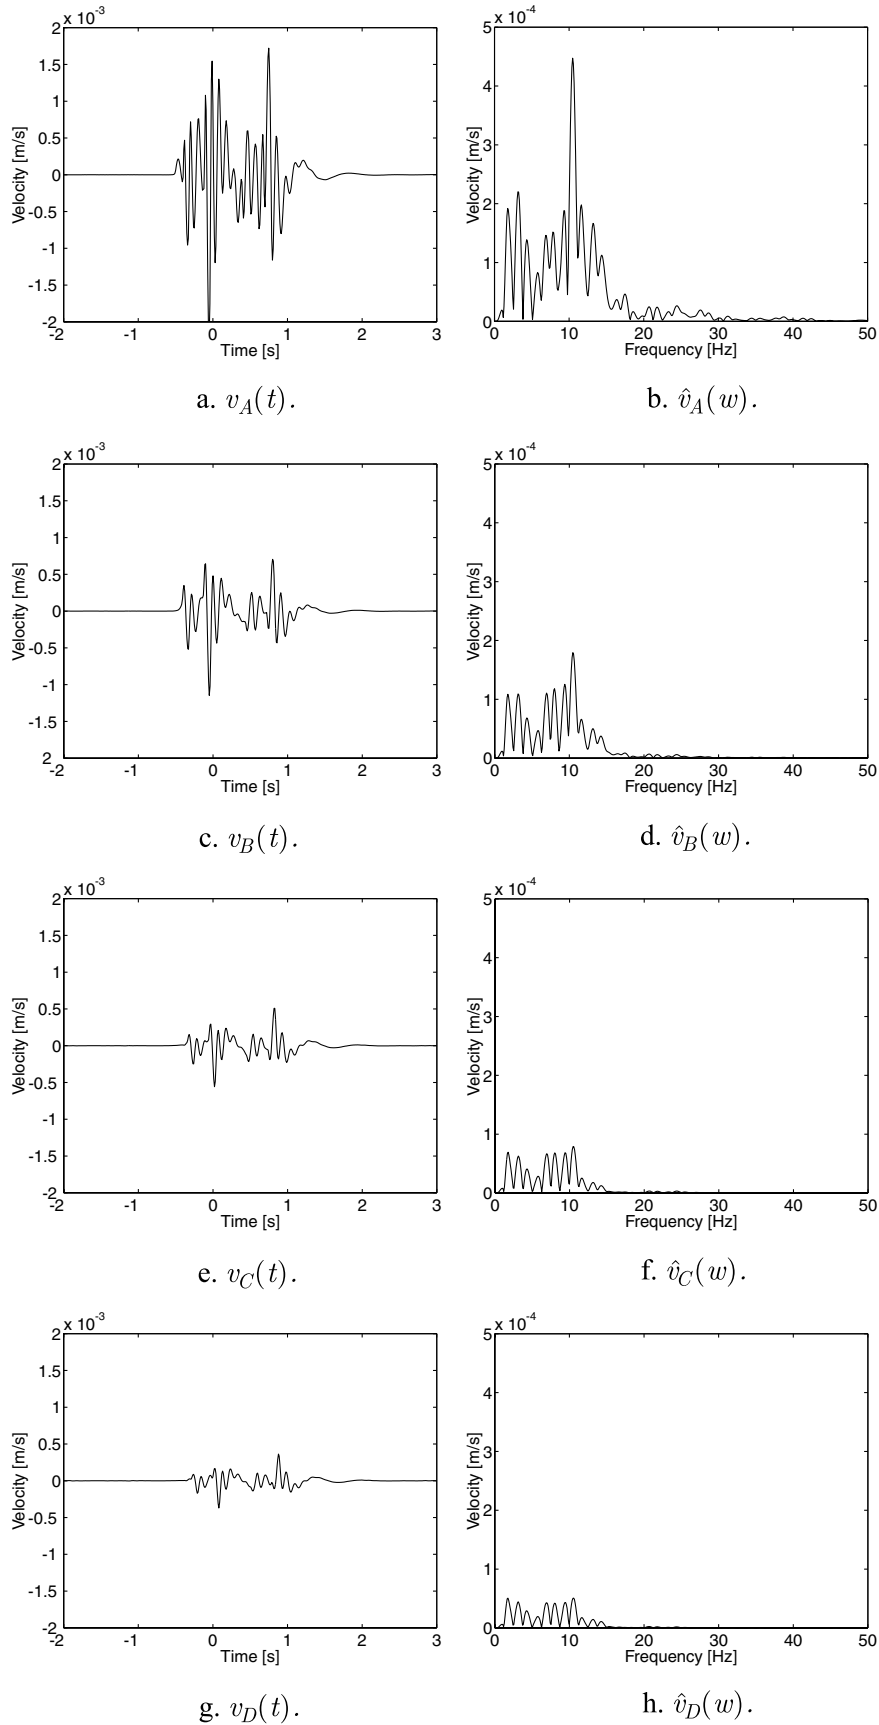 x 10-3
2
1.5
1
0.5
0
-0.5
-1
-1.5
-2
-2 -1 0 1 2 3
Velocity [m/s]
Time [s]
a. vA(t).
x 10-4
5
4
3
2
1
0
0 10 20 30 40 50
Velocity [m/s]
Frequency [Hz]
b. v̂A(w).
x 10-3
2
1.5
1
0.5
0
-0.5
-1
-1.5
2
-2 -1 0 1 2 3
Velocity [m/s]
Time [s]
c. vB(t).
x 10-4
5
4
3
2
1
0
0 10 20 30 40 50
Velocity [m/s]
Frequency [Hz]
d. v̂B(w).
x 10-3
2
1.5
1
0.5
0
-0.5
-1
-1.5
-2
-2 -1 0 1 2 3
Velocity [m/s]
Time [s]
e. vC(t).
x 10-4
5
4
3
2
1
0
0 10 20 30 40 50
Velocity [m/s]
Frequency [Hz]
f. v̂C(w).
x 10-3
2
1.5
1
0.5
0
-0.5
-1
-1.5
-2
-2 -1 0 1 2 3
Velocity [m/s]
Time [s]
g. vD(t).
x 10-4
5
4
3
2
1
0
0 10 20 30 40 50
Velocity [m/s]
Frequency [Hz]
h. v̂D(w).